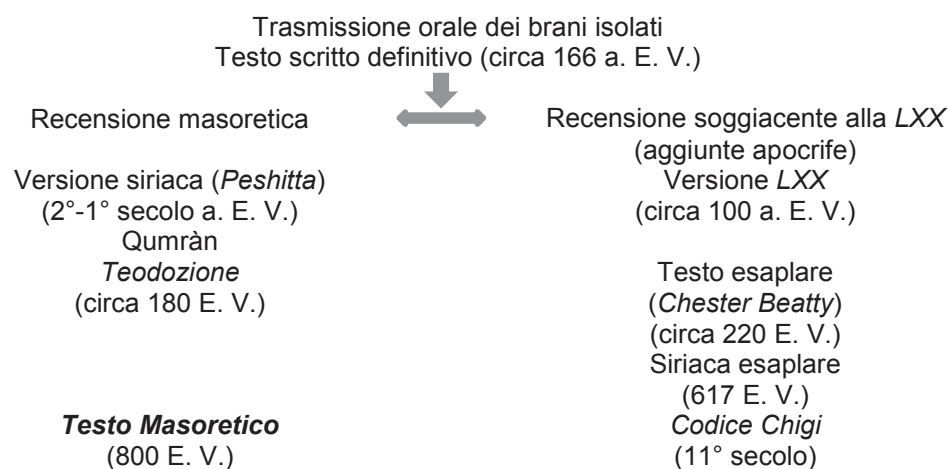 Trasmissione orale dei brani isolati
Testo scritto definitivo (circa 166 a. E. V.)
Recensione masoretica
Versione siriaca (Peshitta)
(2°-1° secolo a. E. V.)
Qumràn
Teodozione
(circa 180 E. V.)
Testo Masoretico
(800 E. V.)
Recensione soggiacente alla LXX
(aggiunte apocrife)
Versione LXX
(circa 100 a. E. V.)
Testo esaplare
(Chester Beatty)
(circa 220 E. V.)
Siriaca esaplare
(617 E. V.)
Codice Chigi
(11° secolo)